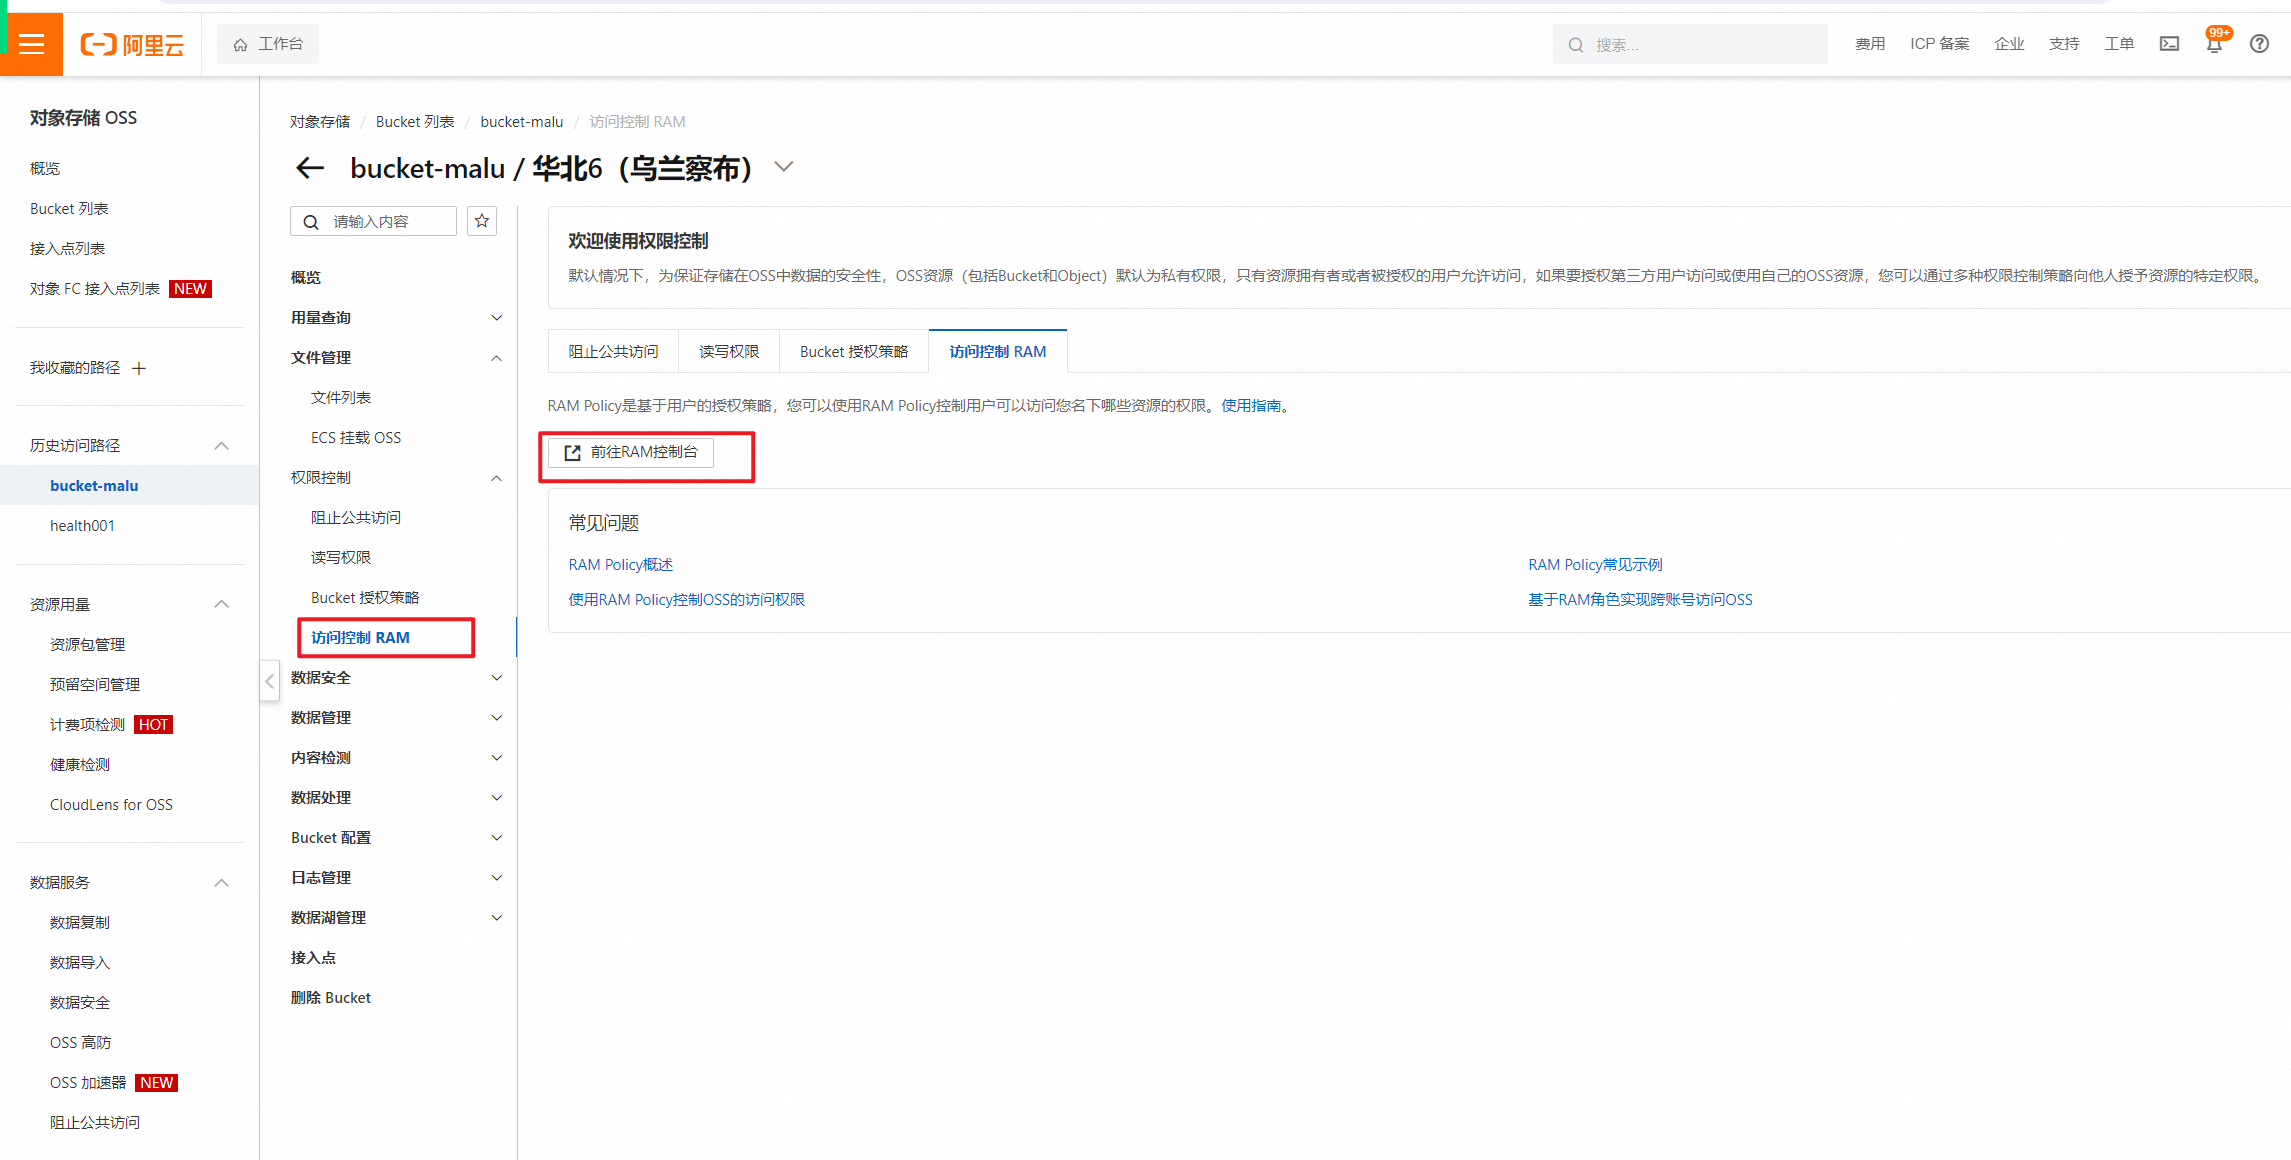 阿里云
工作台
搜索...
费用
ICP 备案
企业
支持
工单
99+
对象存储 OSS
概览
Bucket 列表
接入点列表
对象 FC 接入点列表 NEW
我收藏的路径
历史访问路径
bucket-malu
health001
资源用量
资源包管理
预留空间管理
计费项检测 HOT
健康检测
CloudLens for OSS
数据服务
数据复制
数据导入
数据安全
OSS 高防
OSS 加速器 NEW
阻止公共访问
对象存储 / Bucket 列表 / bucket-malu / 访问控制 RAM
bucket-malu / 华北6（乌兰察布）
请输入内容
概览
用量查询
文件管理
文件列表
ECS 挂载 OSS
权限控制
阻止公共访问
读写权限
Bucket 授权策略
访问控制 RAM
数据安全
数据管理
内容检测
数据处理
Bucket 配置
日志管理
数据湖管理
接入点
删除 Bucket
欢迎使用权限控制
默认情况下，为保证存储在OSS中数据的安全性，OSS资源（包括Bucket和Object）默认为私有权限，只有资源拥有者或者被授权的用户允许访问，如果要授权第三方用户访问或使用自己的OSS资源，您可以通过多种权限控制策略向他人授予资源的特定权限。
阻止公共访问
读写权限
Bucket 授权策略
访问控制 RAM
RAM Policy是基于用户的授权策略，您可以使用RAM Policy控制用户可以访问您名下哪些资源的权限。使用指南。
前往RAM控制台
常见问题
RAM Policy概述
RAM Policy常见示例
使用RAM Policy控制OSS的访问权限
基于RAM角色实现跨账号访问OSS